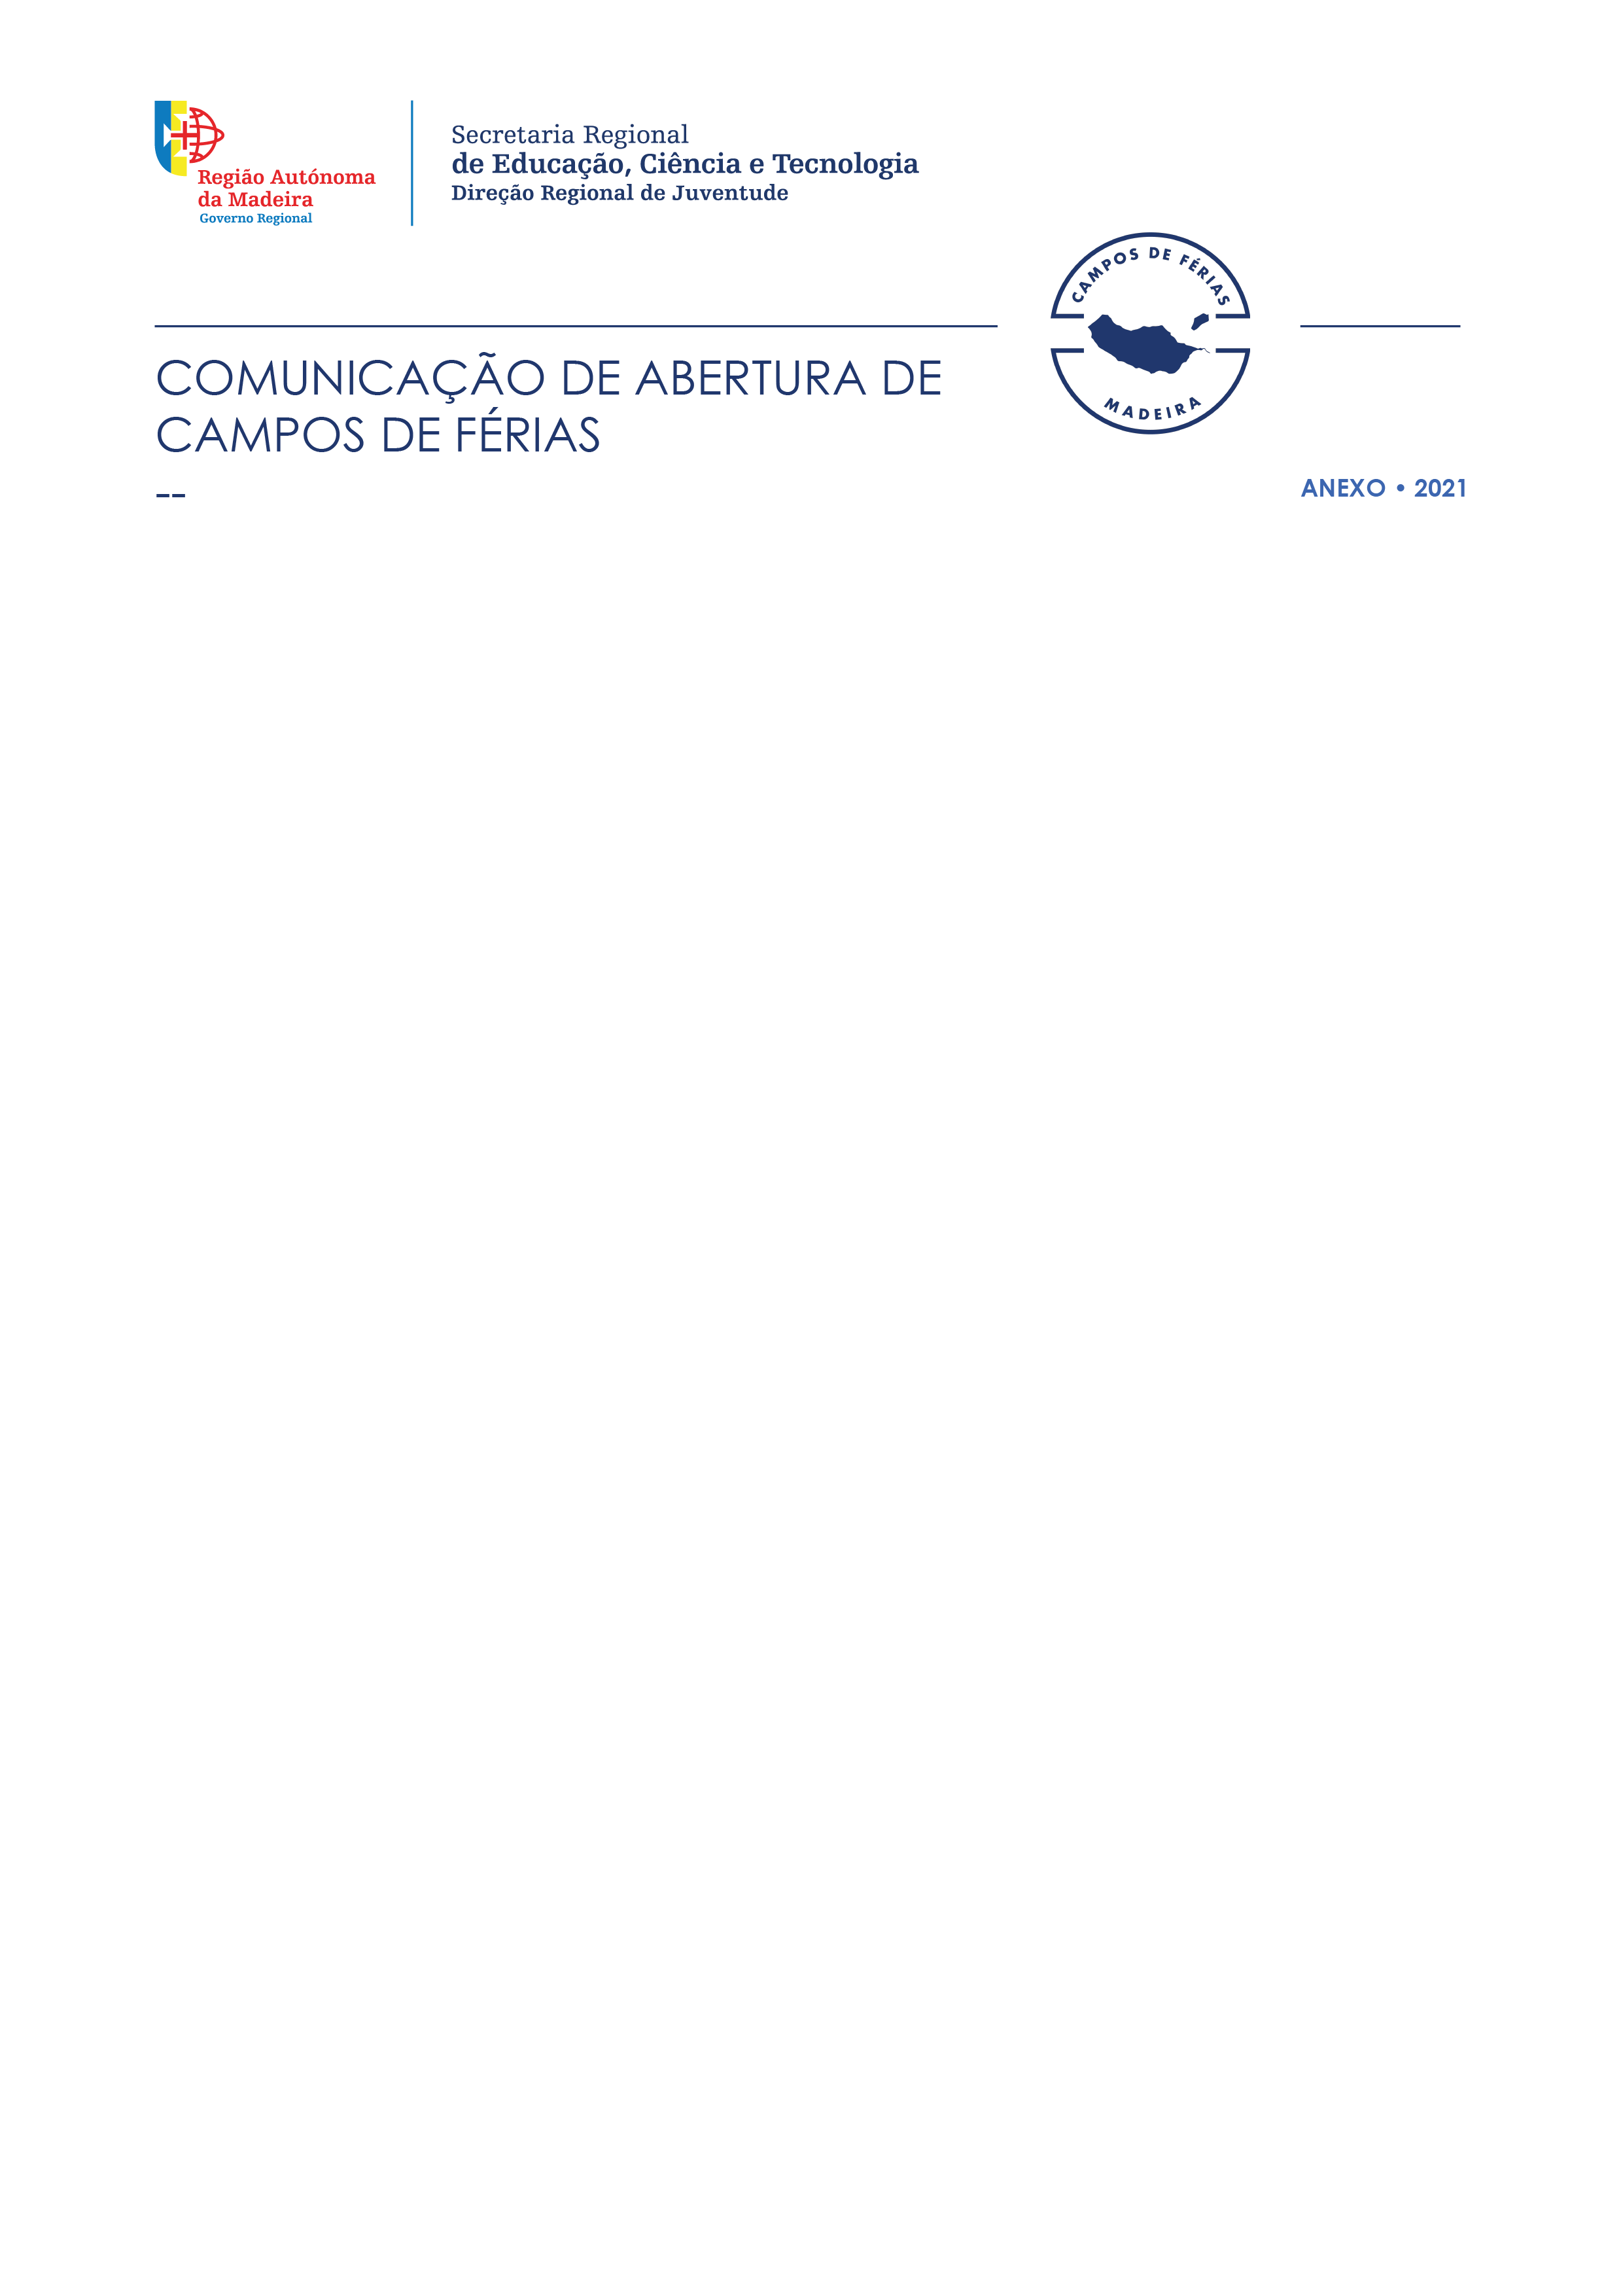 Região Autónoma
da Madeira
Governo Regional
Secretaria Regional
de Educação, Ciência e Tecnologia
Direção Regional de Juventude
CAMPOS DE FÉRIAS
MADEIRA
COMUNICAÇÃO DE ABERTURA DE
CAMPOS DE FÉRIAS
--
ANEXO • 2021